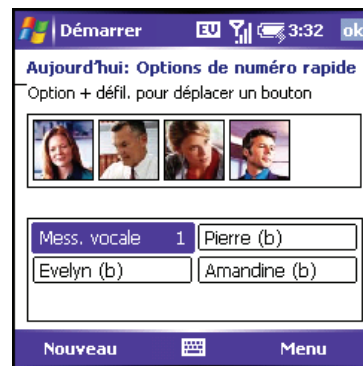 Démarrer EU 3:32 ok
Aujourd'hui: Options de numéro rapide
Option + défil. pour déplacer un bouton
Mess. vocale 1 Pierre (b)
Evelyn (b) Amandine (b)
Nouveau Menu